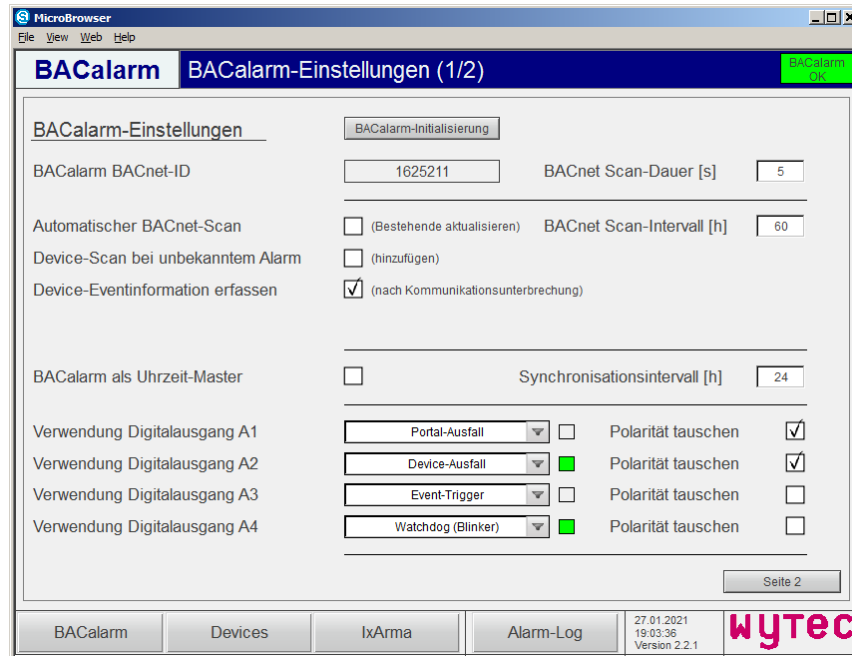 MicroBrowser
File View Web Help
BACalarm BACalarm-Einstellungen (1/2) BACalarm
OK
BACalarm-Einstellungen BACalarm-Initialisierung
BACalarm BACnet-ID 1625211 BACnet Scan-Dauer [s] 5
Automatischer BACnet-Scan (Bestehende aktualisieren) BACnet Scan-Intervall [h] 60
Device-Scan bei unbekanntem Alarm (hinzufügen)
Device-Eventinformation erfassen (nach Kommunikationsunterbrechung)
BACalarm als Uhrzeit-Master Synchronisationsintervall [h] 24
Verwendung Digitalausgang A1 Portal-Ausfall Polarität tauschen
Verwendung Digitalausgang A2 Device-Ausfall Polarität tauschen
Verwendung Digitalausgang A3 Event-Trigger Polarität tauschen
Verwendung Digitalausgang A4 Watchdog (Blinker) Polarität tauschen
Seite 2
BACalarm Devices IxArma Alarm-Log
27.01.2021
19:03:36
Version 2.2.1
wytec